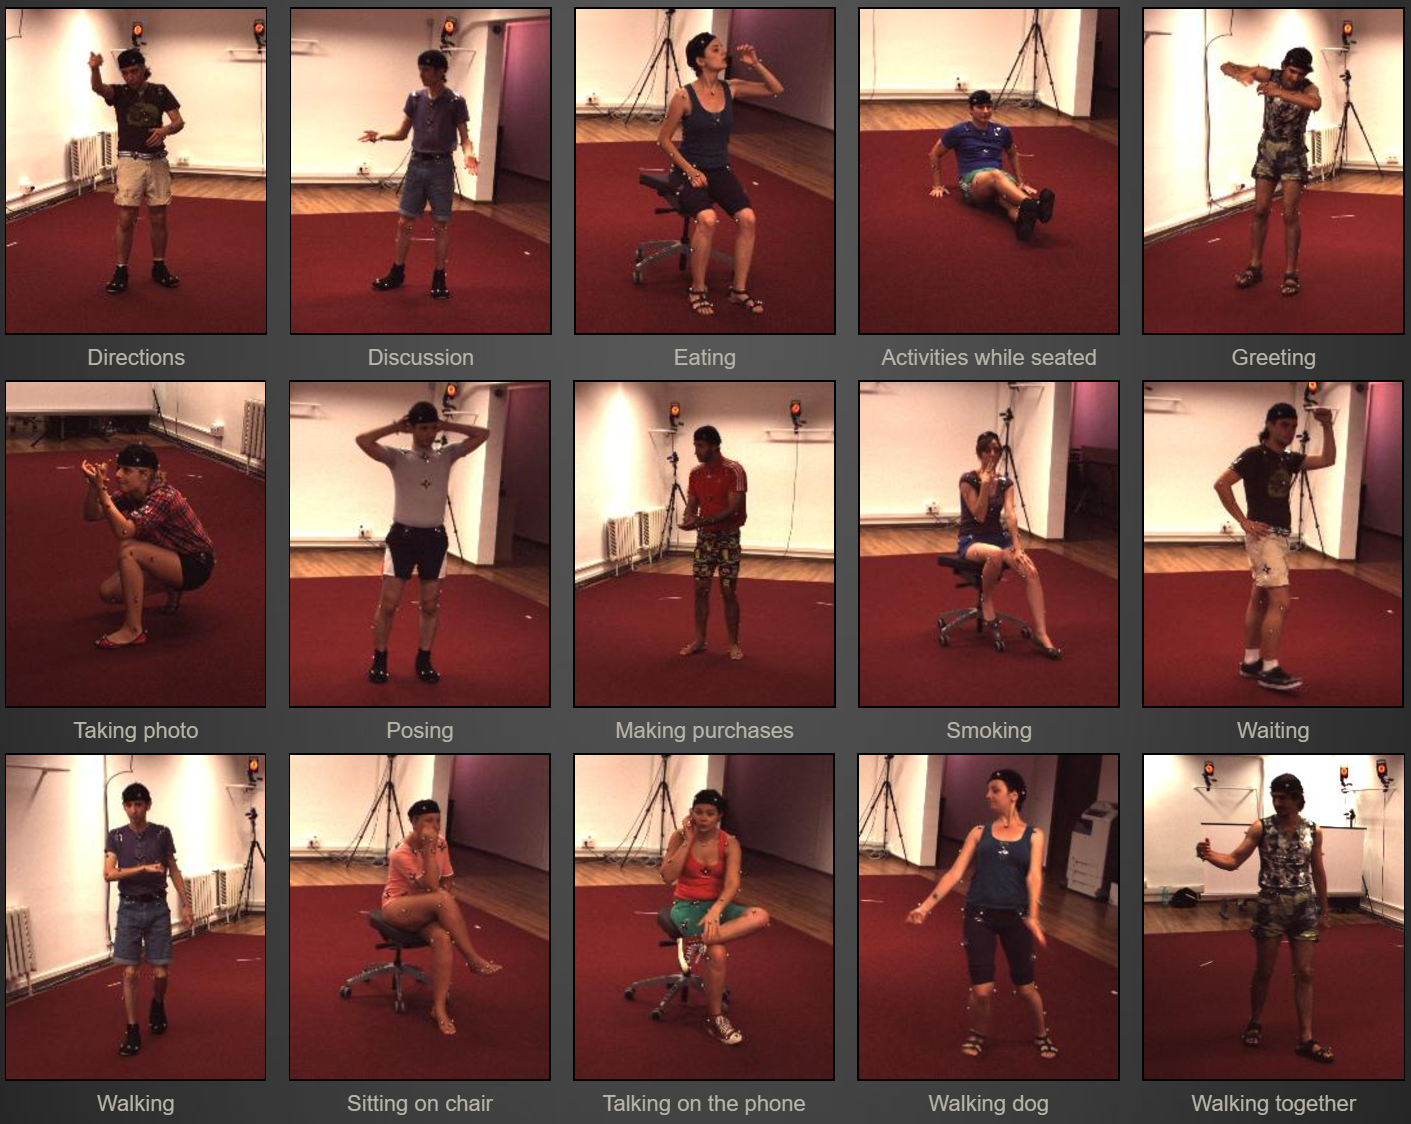 Directions
Discussion
Eating
Activities while seated
Greeting
Taking photo
Posing
Making purchases
Smoking
Waiting
Walking
Sitting on chair
Talking on the phone
Walking dog
Walking together